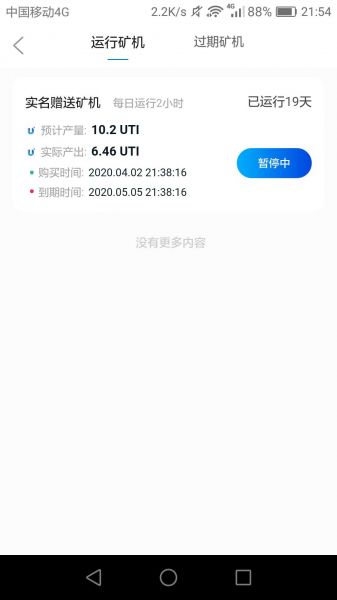 中国移动4G 2.2K/s 4G 88% 21:54
运行矿机 过期矿机
实名赠送矿机 每日运行2小时 已运行19天
预计产量: 10.2 UTI
实际产出: 6.46 UTI
暂停中
购买时间: 2020.04.02 21:38:16
到期时间: 2020.05.05 21:38:16
没有更多内容